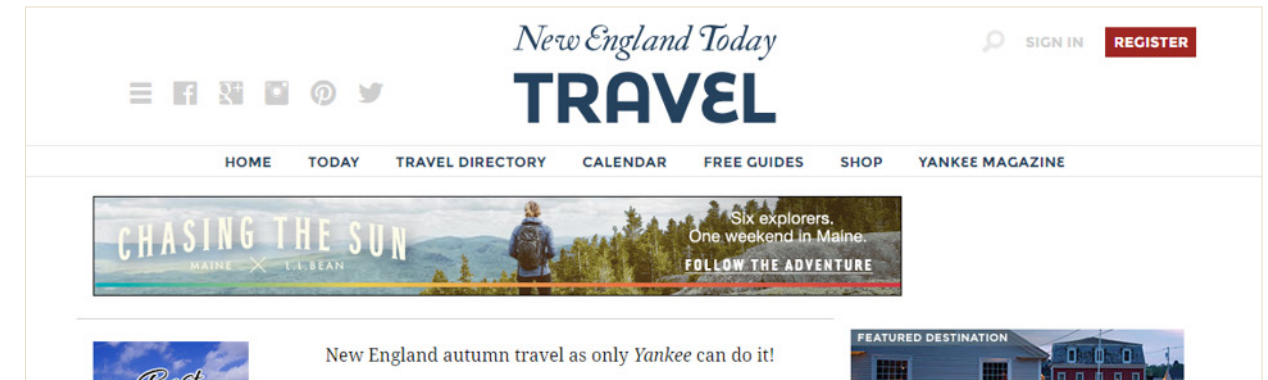 New England Today
TRAVEL
SIGN IN
REGISTER
HOME TODAY TRAVEL DIRECTORY CALENDAR FREE GUIDES SHOP YANKEE MAGAZINE
CHASING THE SUN
MAINE X L.L.BEAN
Six explorers.
One weekend in Maine.
FOLLOW THE ADVENTURE
Best
New England autumn travel as only Yankee can do it!
FEATURED DESTINATION